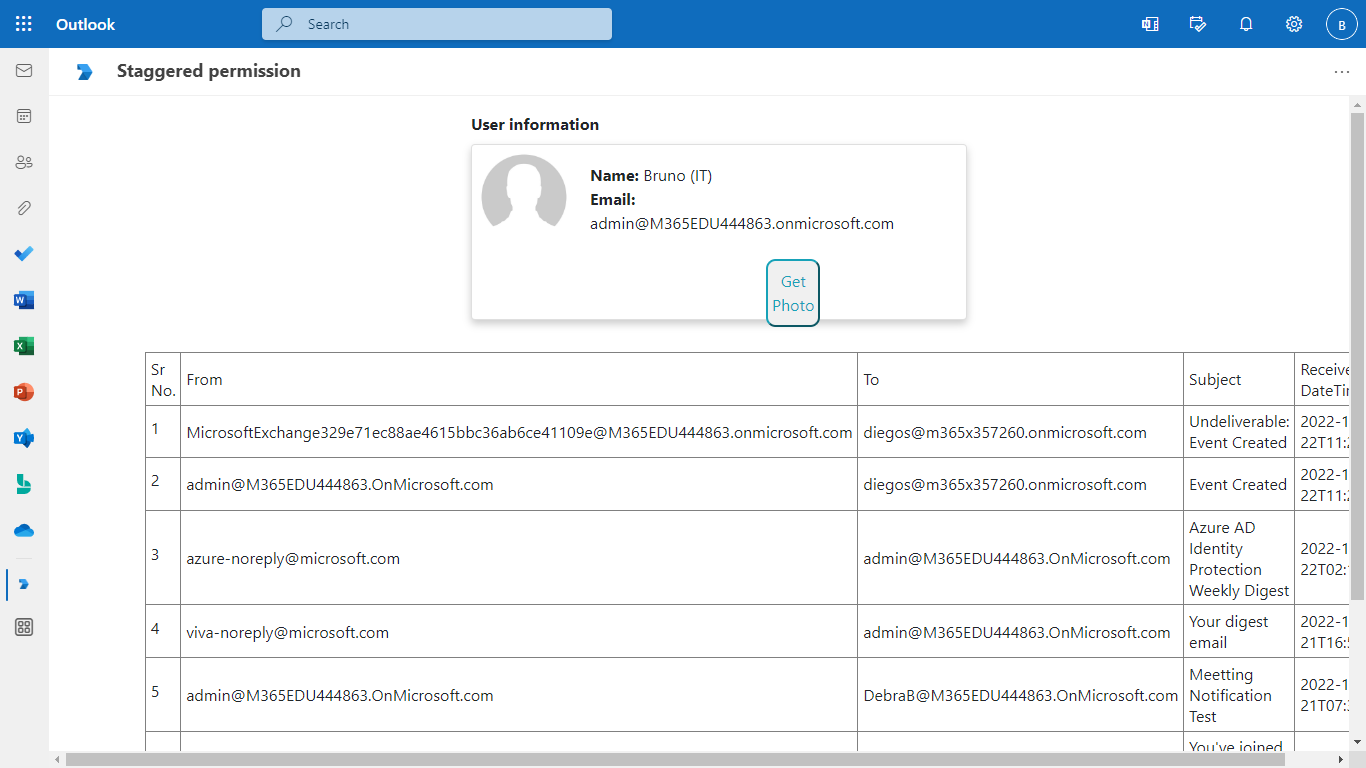 Outlook
Search
B
Staggered permission
User information
Name: Bruno (IT)
Email:
admin@M365EDU444863.onmicrosoft.com
Get
Photo
Sr
No.
From
To
Subject
Receive
DateTi
1
MicrosoftExchange329e71ec88ae4615bbc36ab6ce41109e@M365EDU444863.onmicrosoft.com
diegos@m365x357260.onmicrosoft.com
Undeliverable:
Event Created
2022-1
22T11:2
2
admin@M365EDU444863.OnMicrosoft.com
diegos@m365x357260.onmicrosoft.com
Event Created
2022-1
22T11:2
3
azure-noreply@microsoft.com
admin@M365EDU444863.OnMicrosoft.com
Azure AD
Identity
Protection
Weekly Digest
2022-1
22T02:
4
viva-noreply@microsoft.com
admin@M365EDU444863.OnMicrosoft.com
Your digest
email
2022-1
21T16:
5
admin@M365EDU444863.OnMicrosoft.com
DebraB@M365EDU444863.OnMicrosoft.com
Meetting
Notification
Test
2022-1
21T07:
You've joined